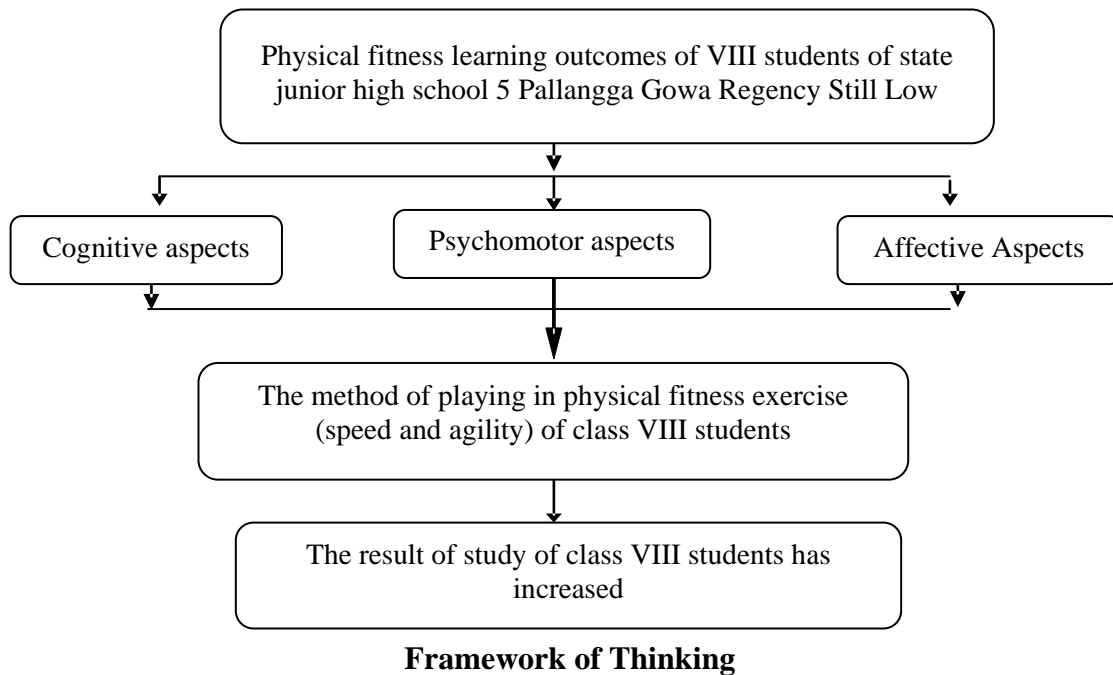 Physical fitness learning outcomes of VIII students of state
junior high school 5 Pallangga Gowa Regency Still Low
Cognitive aspects
Psychomotor aspects
Affective Aspects
The method of playing in physical fitness exercise
(speed and agility) of class VIII students
The result of study of class VIII students has
increased
Framework of Thinking